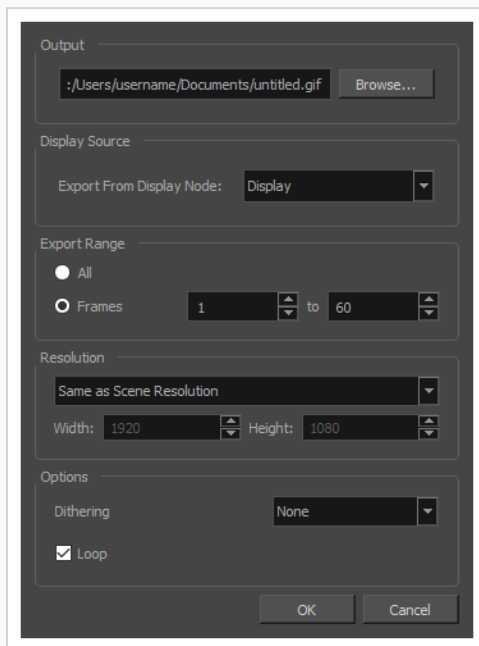 Output
:/Users/username/Documents/untitled.gif Browse...
Display Source
Export From Display Node: Display
Export Range
All
Frames 1 to 60
Resolution
Same as Scene Resolution
Width: 1920 Height: 1080
Options
Dithering None
Loop
OK Cancel